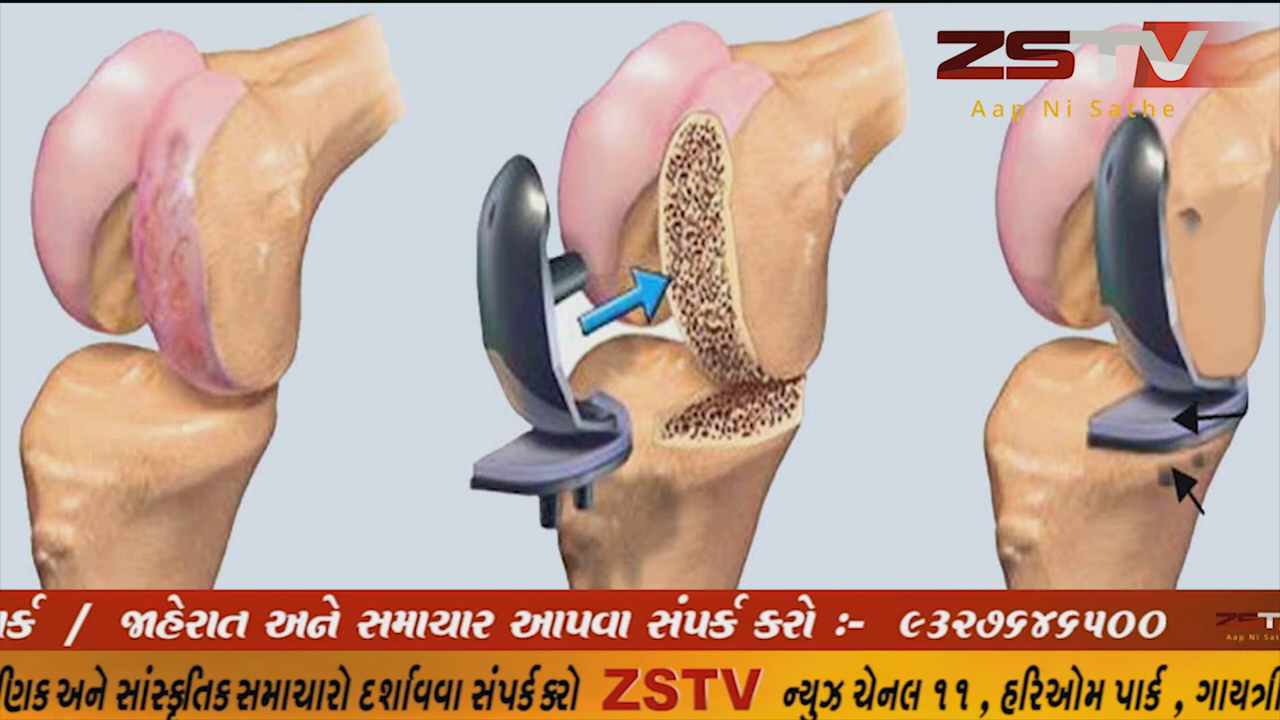 ZSTV
Aap Ni Sathe
ર્ક / જાહેરાત અને સમાચાર આપવા સંપર્ક કરો :- ૯૩૨૭૬૪૬૫૦૦ ZSTV
Aap Ni Sat
ણિક અને સાંસ્કૃતિક સમાચારો દર્શાવવા સંપર્ક કરો ZSTV ન્યુઝ ચેનલ ૧૧ , હરિઓમ પાર્ક , ગાયત્રી